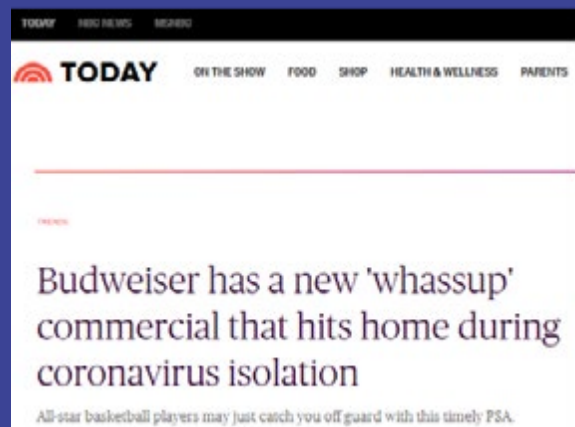 TODAY NBC NEWS MSNBC
TODAY ON THE SHOW FOOD SHOP HEALTH & WELLNESS PARENTS
TRENDS
Budweiser has a new 'whassup'
commercial that hits home during
coronavirus isolation
All-star basketball players may just catch you off guard with this timely PSA.